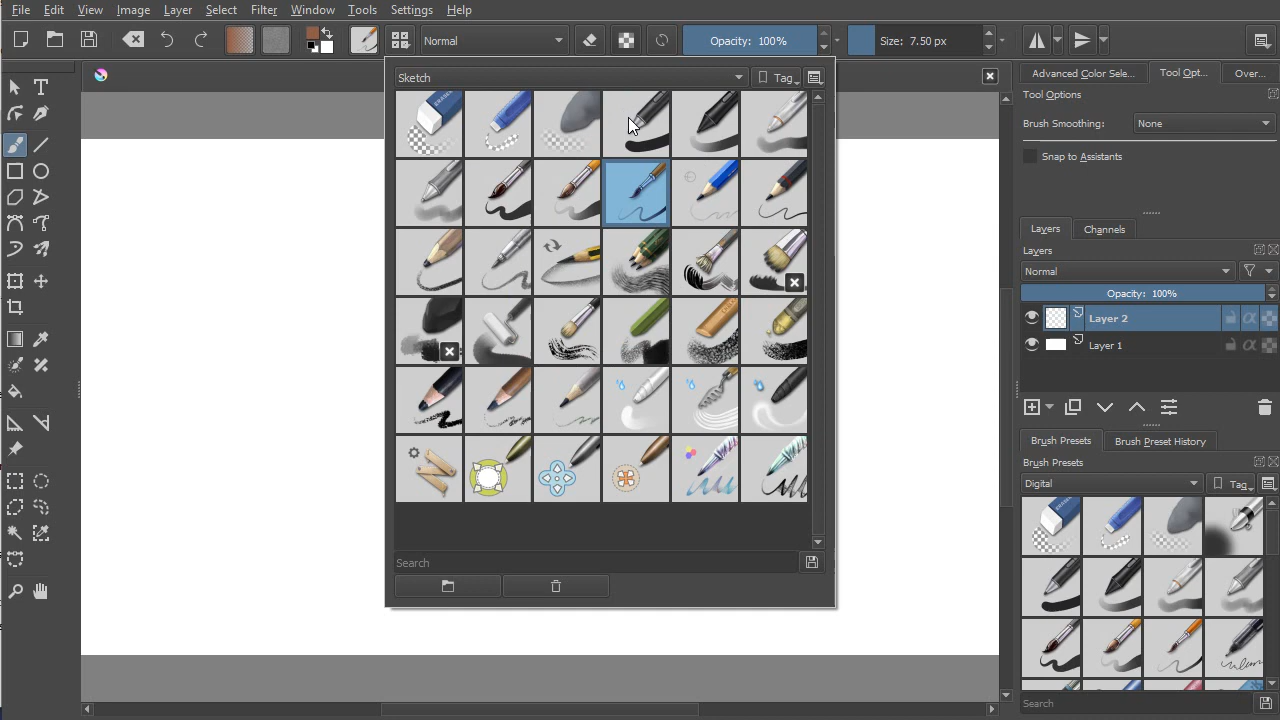 File Edit View Image Layer Select Filter Window Tools Settings Help
Normal Opacity: 100% Size: 7.50 px
Sketch Tag
Search
Advanced Color Sele... Tool Opt... Over...
Tool Options
Brush Smoothing: None
Snap to Assistants
Layers Channels
Layers
Normal
Opacity: 100%
Layer 2
Layer 1
Brush Presets Brush Preset History
Brush Presets
Digital Tag
Search